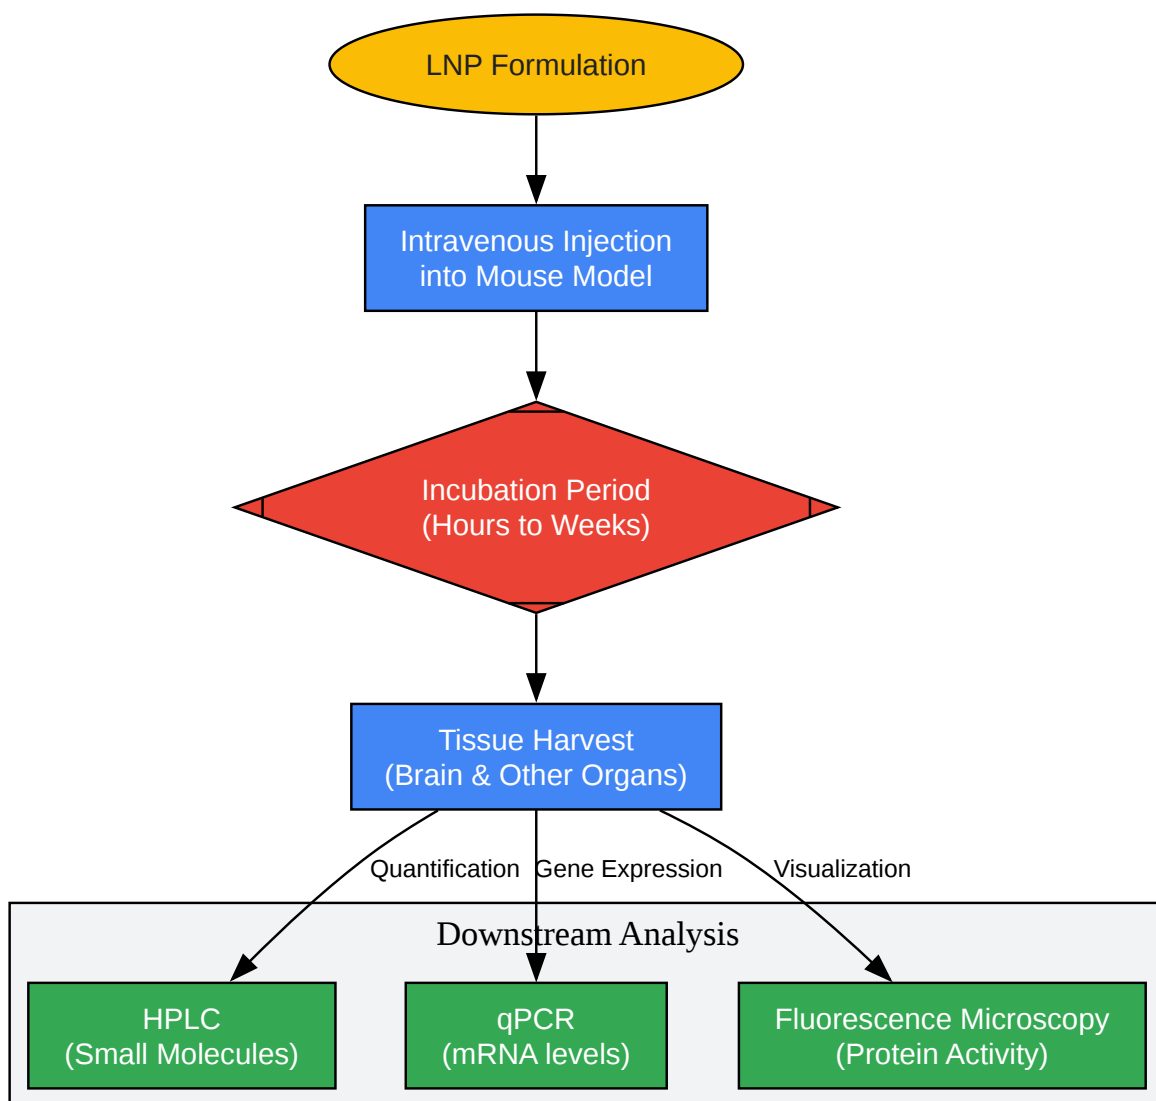 LNP Formulation
Intravenous Injection
into Mouse Model
Incubation Period
(Hours to Weeks)
Tissue Harvest
(Brain & Other Organs)
Quantification
Gene Expression
Visualization
Downstream Analysis
HPLC
(Small Molecules)
qPCR
(mRNA levels)
Fluorescence Microscopy
(Protein Activity)